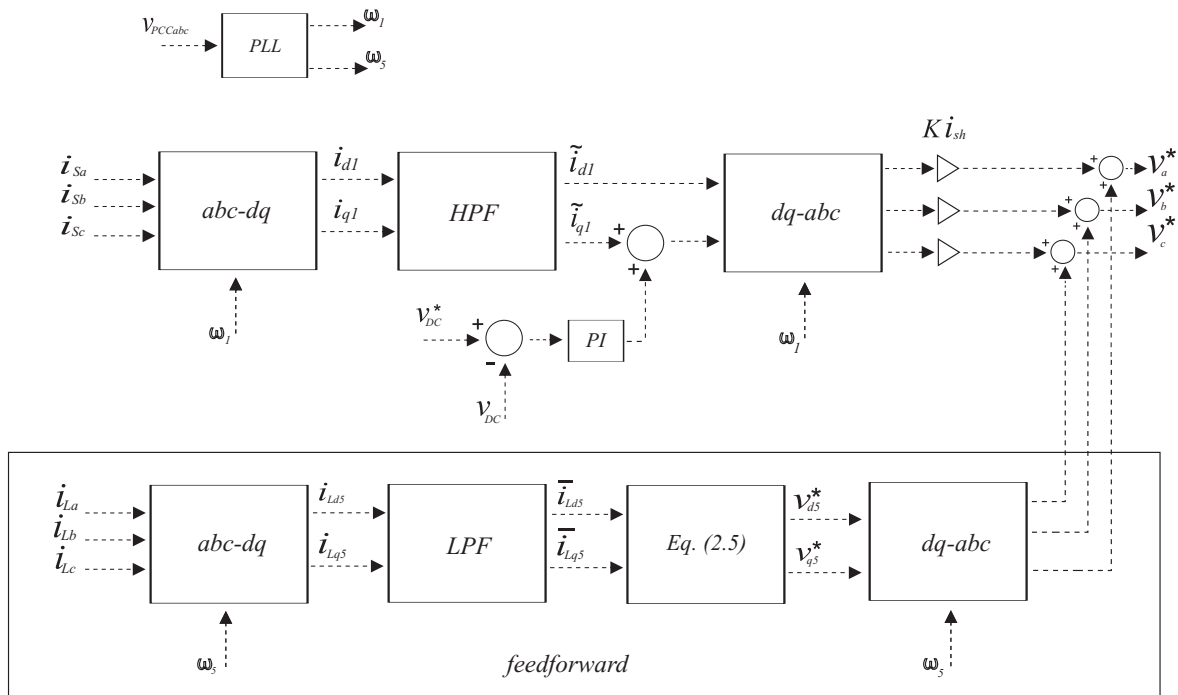 v_PCCabc
PLL
ω_1
ω_5
i_Sa
i_Sb
i_Sc
abc-dq
ω_1
i_d1
i_q1
HPF
ĩ_d1
ĩ_q1
+
+
v_DC^*
+
-
v_DC
PI
dq-abc
ω_1
K i_sh
+
+
v_a^*
+
+
v_b^*
+
+
v_c^*
i_La
i_Lb
i_Lc
abc-dq
ω_5
i_Ld5
i_Lq5
LPF
i̅_Ld5
i̅_Lq5
Eq. (2.5)
v_d5^*
v_q5^*
dq-abc
ω_5
feedforward